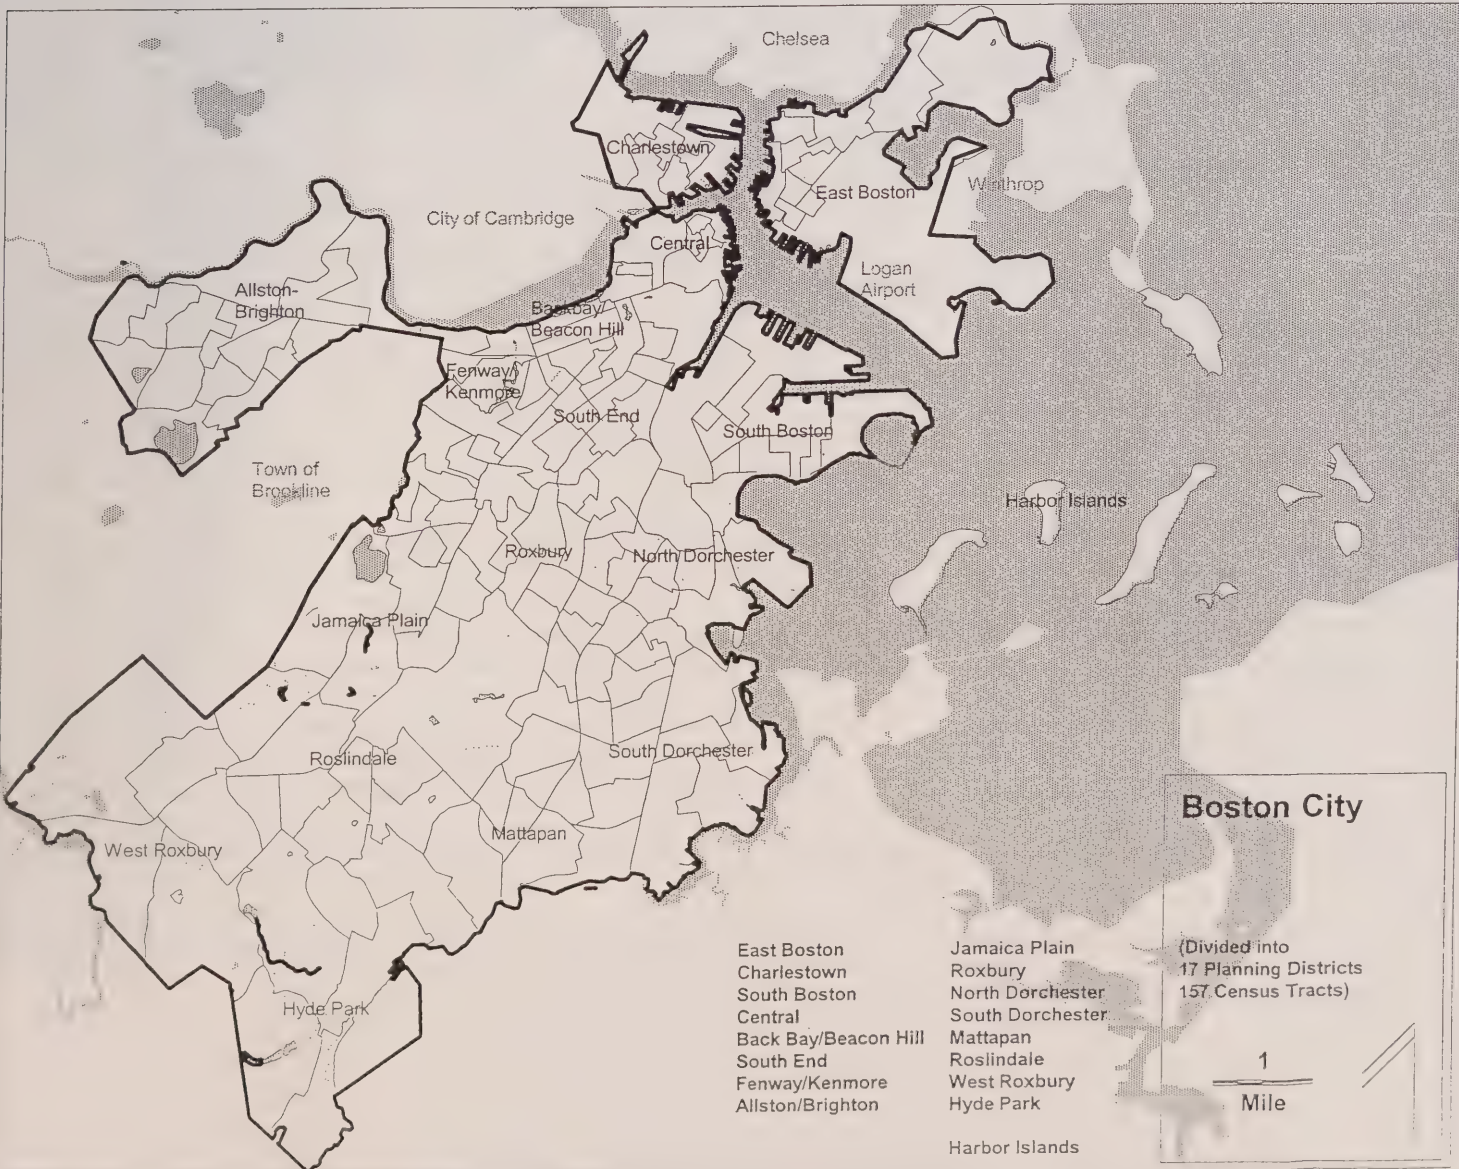 Chelsea
Charlestown
East Boston
Winthrop
City of Cambridge
Central
Logan
Airport
Allston-
Brighton
Backbay/
Beacon Hill
Fenway/
Kenmore
South End
South Boston
Town of
Brookline
Harbor Islands
Roxbury
North Dorchester
Jamaica Plain
Roslindale
South Dorchester
Mattapan
West Roxbury
Hyde Park
Boston City
(Divided into
17 Planning Districts
157 Census Tracts)
1
Mile
East Boston
Charlestown
South Boston
Central
Back Bay/Beacon Hill
South End
Fenway/Kenmore
Allston/Brighton
Jamaica Plain
Roxbury
North Dorchester
South Dorchester
Mattapan
Roslindale
West Roxbury
Hyde Park
Harbor Islands